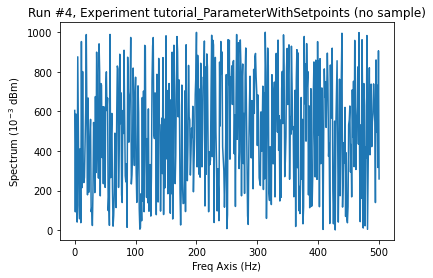 Run #4, Experiment tutorial_ParameterWithSetpoints (no sample)
1000
800
600
400
200
0
Spectrum (10⁻³ dBm)
0 100 200 300 400 500
Freq Axis (Hz)